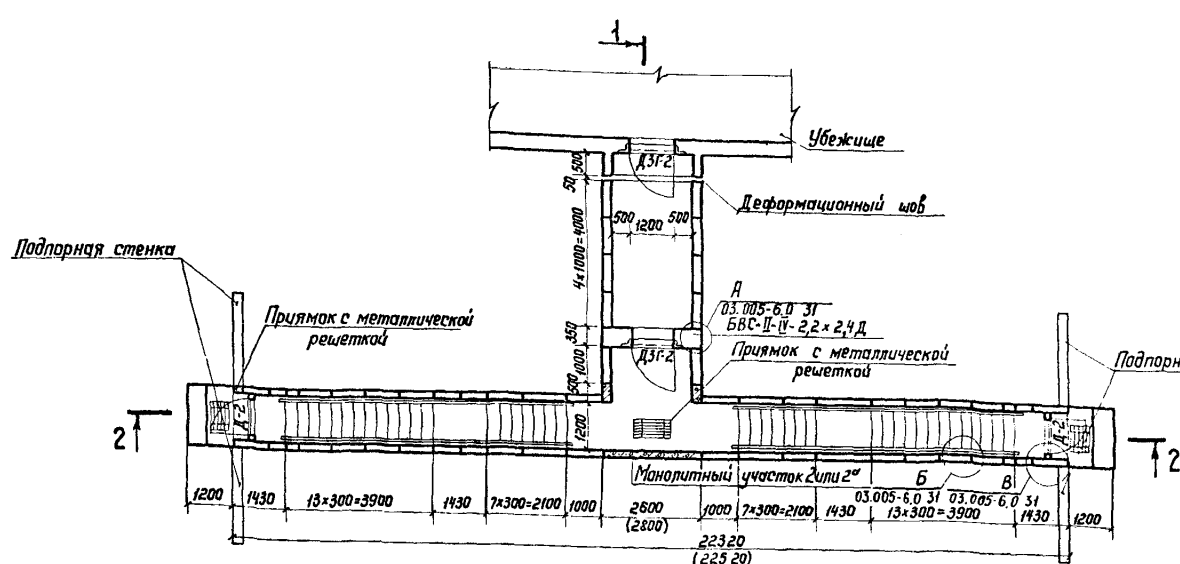 1
Убежище
ДЗГ-2
500
50
Деформационный шов
500
1200
500
4×1000=4000
Подпорная стенка
А
03.005-6.0 31
БВС-II-IV-2,2×2,4Д
Приямок с металлической
решеткой
350
ДЗГ-2
Приямок с металлической
решеткой
1000
500
Подпорн
2
Д-2
1200
Д-2
2
Монолитный участок 2 или 2ª
Б
В
03.005-6.0 31
03.005-6.0 31
1200
1430
13×300=3900
1430
7×300=2100
1000
2600
(2800)
1000
7×300=2100
1430
13×300=3900
1430
1200
22320
(22520)